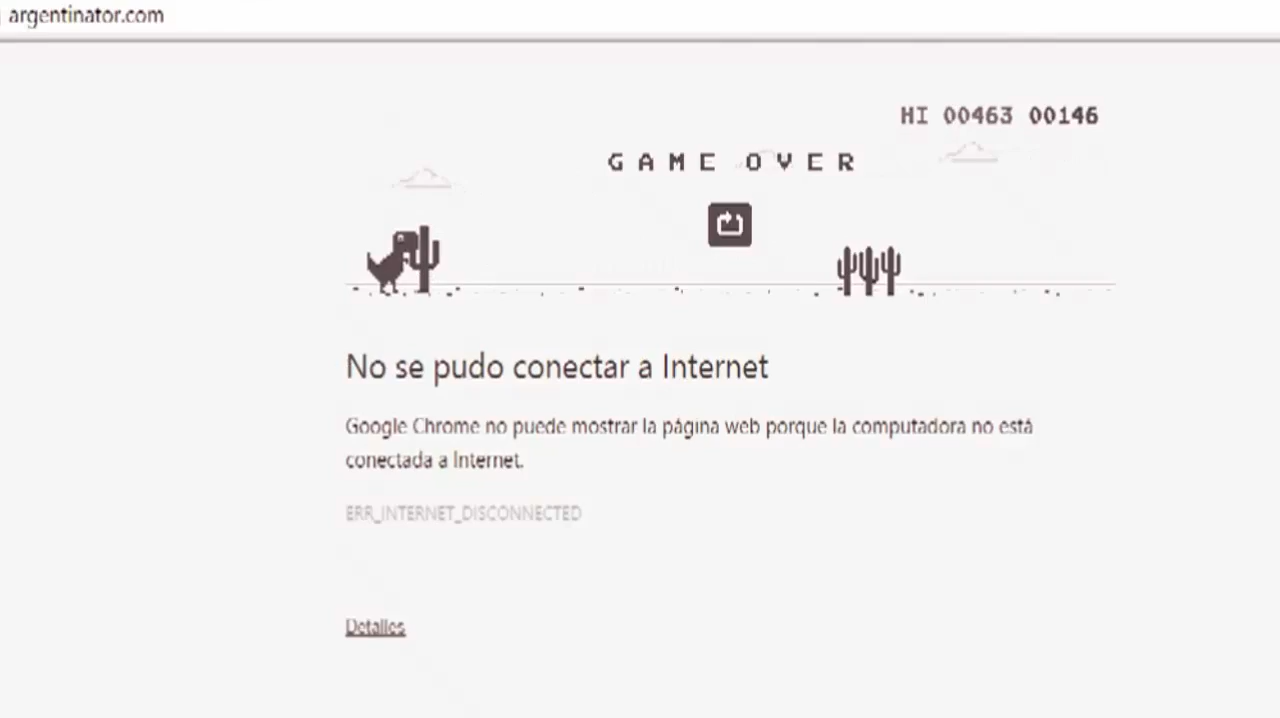 argentinator.com
HI 00463 00146
GAME OVER
No se pudo conectar a Internet
Google Chrome no puede mostrar la página web porque la computadora no está
conectada a Internet.
ERR_INTERNET_DISCONNECTED
Detalles